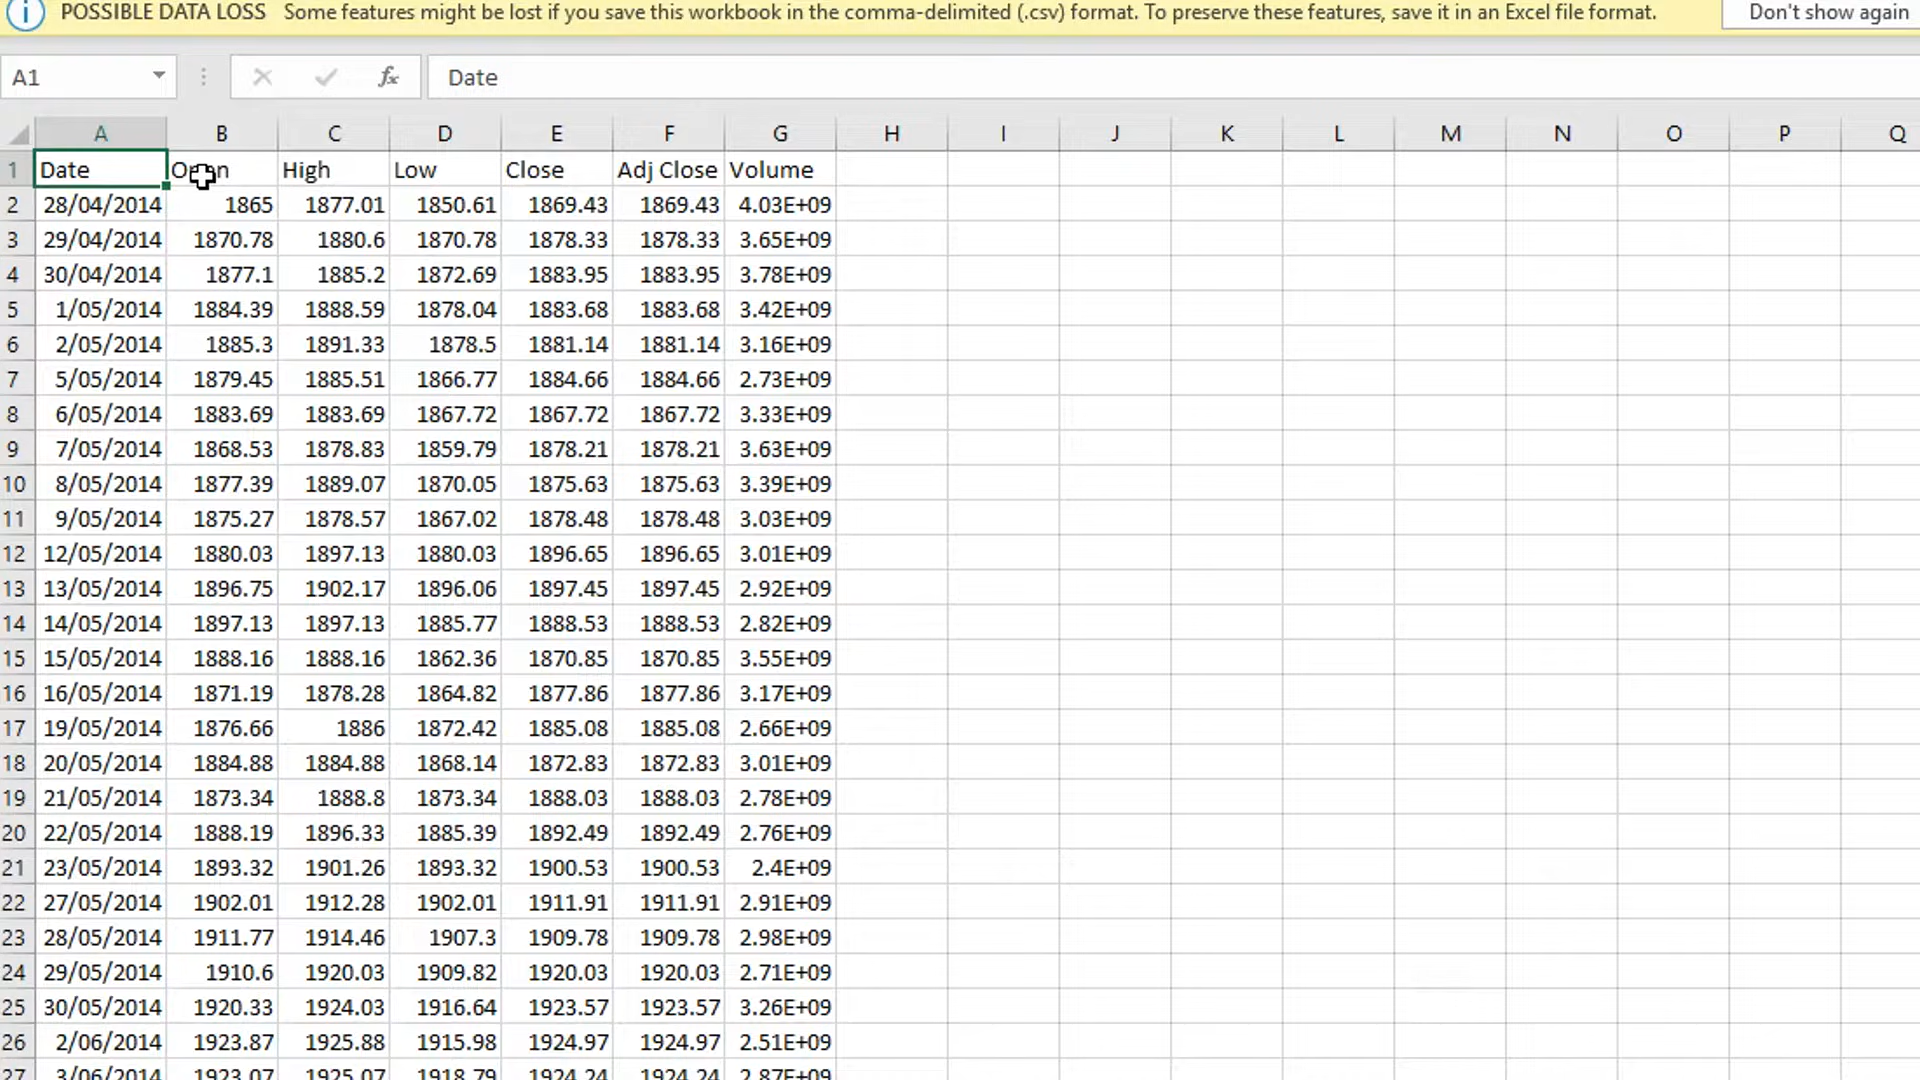 POSSIBLE DATA LOSS Some features might be lost if you save this workbook in the comma-delimited (.csv) format. To preserve these features, save it in an Excel file format. Don't show again
A1 fx Date
A B C D E F G H I J K L M N O P Q
1 Date Open High Low Close Adj Close Volume
2 28/04/2014 1865 1877.01 1850.61 1869.43 1869.43 4.03E+09
3 29/04/2014 1870.78 1880.6 1870.78 1878.33 1878.33 3.65E+09
4 30/04/2014 1877.1 1885.2 1872.69 1883.95 1883.95 3.78E+09
5 1/05/2014 1884.39 1888.59 1878.04 1883.68 1883.68 3.42E+09
6 2/05/2014 1885.3 1891.33 1878.5 1881.14 1881.14 3.16E+09
7 5/05/2014 1879.45 1885.51 1866.77 1884.66 1884.66 2.73E+09
8 6/05/2014 1883.69 1883.69 1867.72 1867.72 1867.72 3.33E+09
9 7/05/2014 1868.53 1878.83 1859.79 1878.21 1878.21 3.63E+09
10 8/05/2014 1877.39 1889.07 1870.05 1875.63 1875.63 3.39E+09
11 9/05/2014 1875.27 1878.57 1867.02 1878.48 1878.48 3.03E+09
12 12/05/2014 1880.03 1897.13 1880.03 1896.65 1896.65 3.01E+09
13 13/05/2014 1896.75 1902.17 1896.06 1897.45 1897.45 2.92E+09
14 14/05/2014 1897.13 1897.13 1885.77 1888.53 1888.53 2.82E+09
15 15/05/2014 1888.16 1888.16 1862.36 1870.85 1870.85 3.55E+09
16 16/05/2014 1871.19 1878.28 1864.82 1877.86 1877.86 3.17E+09
17 19/05/2014 1876.66 1886 1872.42 1885.08 1885.08 2.66E+09
18 20/05/2014 1884.88 1884.88 1868.14 1872.83 1872.83 3.01E+09
19 21/05/2014 1873.34 1888.8 1873.34 1888.03 1888.03 2.78E+09
20 22/05/2014 1888.19 1896.33 1885.39 1892.49 1892.49 2.76E+09
21 23/05/2014 1893.32 1901.26 1893.32 1900.53 1900.53 2.4E+09
22 27/05/2014 1902.01 1912.28 1902.01 1911.91 1911.91 2.91E+09
23 28/05/2014 1911.77 1914.46 1907.3 1909.78 1909.78 2.98E+09
24 29/05/2014 1910.6 1920.03 1909.82 1920.03 1920.03 2.71E+09
25 30/05/2014 1920.33 1924.03 1916.64 1923.57 1923.57 3.26E+09
26 2/06/2014 1923.87 1925.88 1915.98 1924.97 1924.97 2.51E+09
27 3/06/2014 1923.07 1925.07 1918.79 1924.24 1924.24 2.87E+09